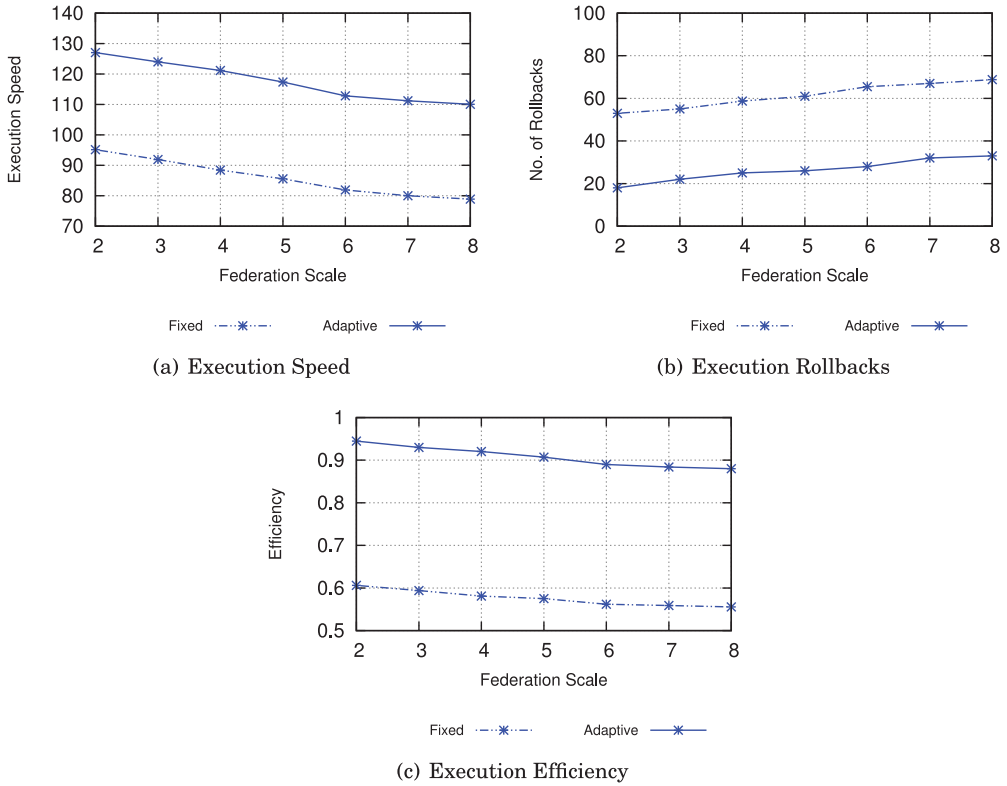 140
130
120
110
100
90
80
70
Execution Speed
2 3 4 5 6 7 8
Federation Scale
Fixed Adaptive
(a) Execution Speed
100
80
60
40
20
0
No. of Rollbacks
2 3 4 5 6 7 8
Federation Scale
Fixed Adaptive
(b) Execution Rollbacks
1
0.9
0.8
0.7
0.6
0.5
Efficiency
2 3 4 5 6 7 8
Federation Scale
Fixed Adaptive
(c) Execution Efficiency